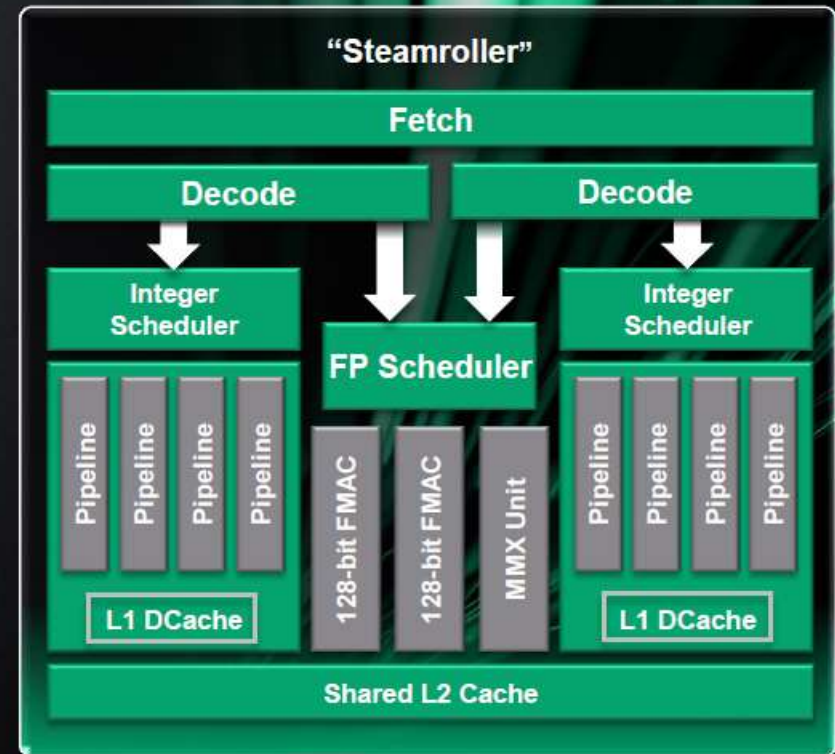 “Steamroller”
Fetch
Decode
Decode
Integer
Scheduler
FP Scheduler
Integer
Scheduler
Pipeline
Pipeline
Pipeline
Pipeline
128-bit FMAC
128-bit FMAC
MMX Unit
Pipeline
Pipeline
Pipeline
Pipeline
L1 DCache
L1 DCache
Shared L2 Cache